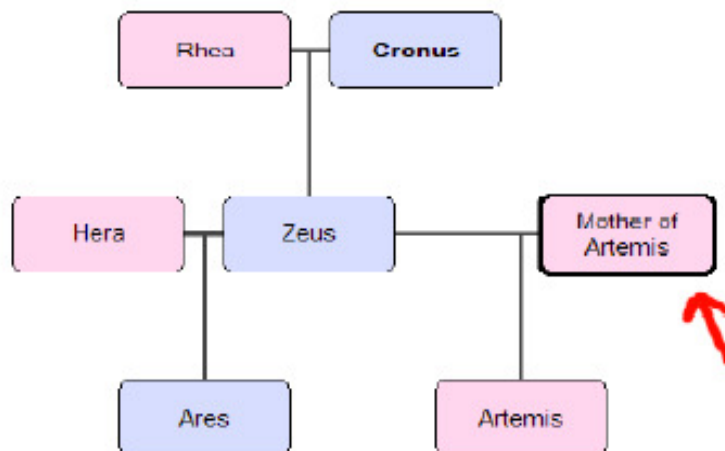 Rhea
Cronus
Hera
Zeus
Mother of
Artemis
Ares
Artemis